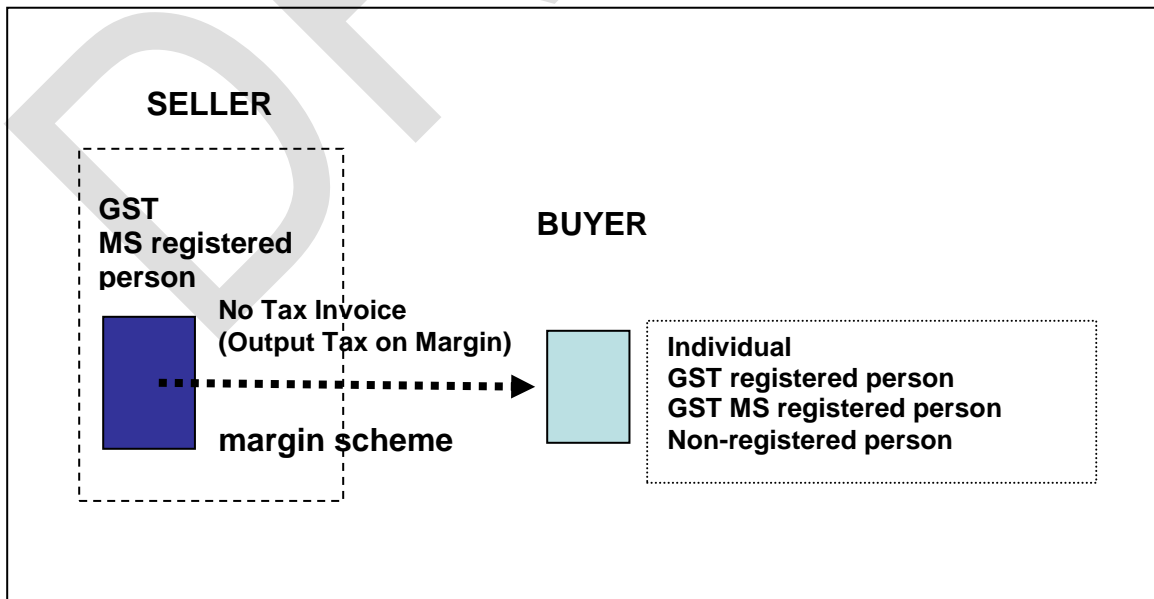 SELLER
GST
MS registered
person
BUYER
No Tax Invoice
(Output Tax on Margin)
margin scheme
Individual
GST registered person
GST MS registered person
Non-registered person